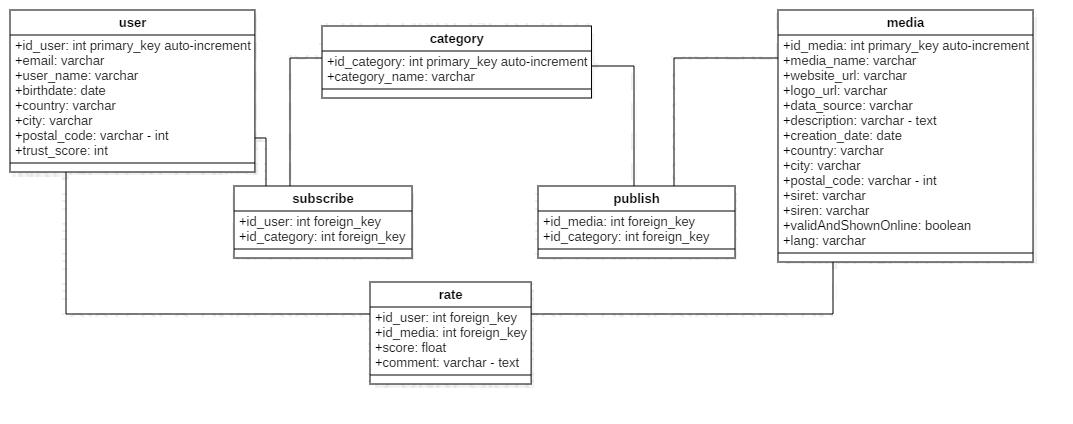 user
+id_user: int primary_key auto-increment
+email: varchar
+user_name: varchar
+birthdate: date
+country: varchar
+city: varchar
+postal_code: varchar - int
+trust_score: int
category
+id_category: int primary_key auto-increment
+category_name: varchar
media
+id_media: int primary_key auto-increment
+media_name: varchar
+website_url: varchar
+logo_url: varchar
+data_source: varchar
+description: varchar - text
+creation_date: date
+country: varchar
+city: varchar
+postal_code: varchar - int
+siret: varchar
+siren: varchar
+validAndShownOnline: boolean
+lang: varchar
subscribe
+id_user: int foreign_key
+id_category: int foreign_key
publish
+id_media: int foreign_key
+id_category: int foreign_key
rate
+id_user: int foreign_key
+id_media: int foreign_key
+score: float
+comment: varchar - text